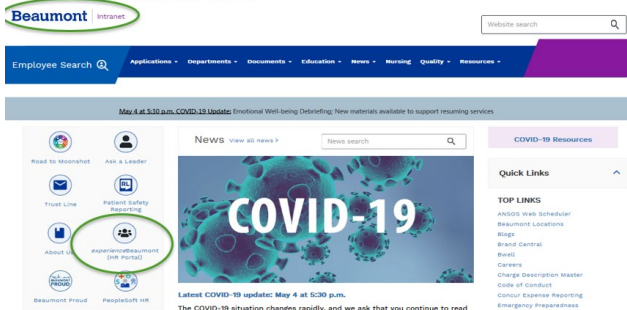 Beaumont Intranet
Website search
Employee Search
Applications Departments Documents Education News Nursing Quality Resources
May 4 at 5:30 p.m. COVID-19 Update: Emotional Well-being Debriefing; New materials available to support resuming services
Road to Moonshot
Ask a Leader
Trust Line
RL
Patient Safety
Reporting
About Us
experienceBeaumont
(HR Portal)
BEAUMONT
PROUD
Beaumont Proud
PeopleSoft HR
News View all news >
News search
COVID-19
Latest COVID-19 update: May 4 at 5:30 p.m.
The COVID-19 situation changes rapidly, and we ask that you continue to read
COVID-19 Resources
Quick Links
TOP LINKS
ANSOS Web Scheduler
Beaumont Locations
Blogs
Brand Central
Bwell
Careers
Charge Description Master
Code of Conduct
Concur Expense Reporting
Emergency Preparedness